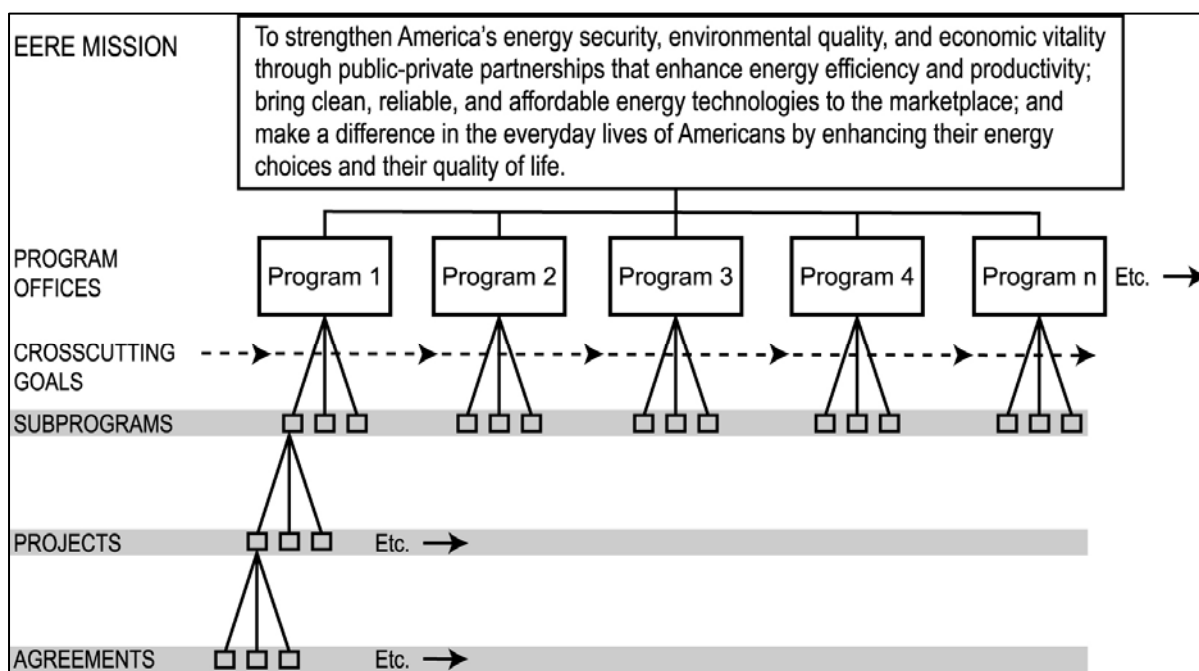 EERE MISSION
To strengthen America's energy security, environmental quality, and economic vitality
through public-private partnerships that enhance energy efficiency and productivity;
bring clean, reliable, and affordable energy technologies to the marketplace; and
make a difference in the everyday lives of Americans by enhancing their energy
choices and their quality of life.
PROGRAM
OFFICES
Program 1
Program 2
Program 3
Program 4
Program n
Etc.
CROSSCUTTING
GOALS
SUBPROGRAMS
PROJECTS
Etc.
AGREEMENTS
Etc.